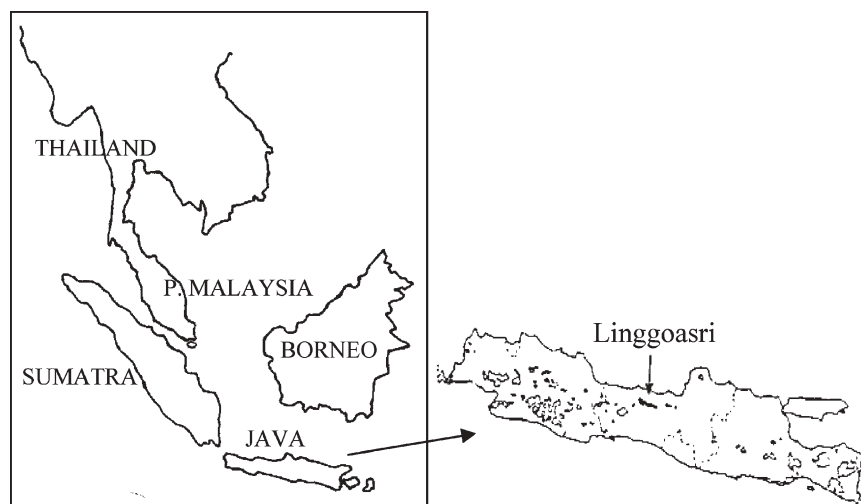 THAILAND
P. MALAYSIA
Linggoasri
BORNEO
SUMATRA
JAVA